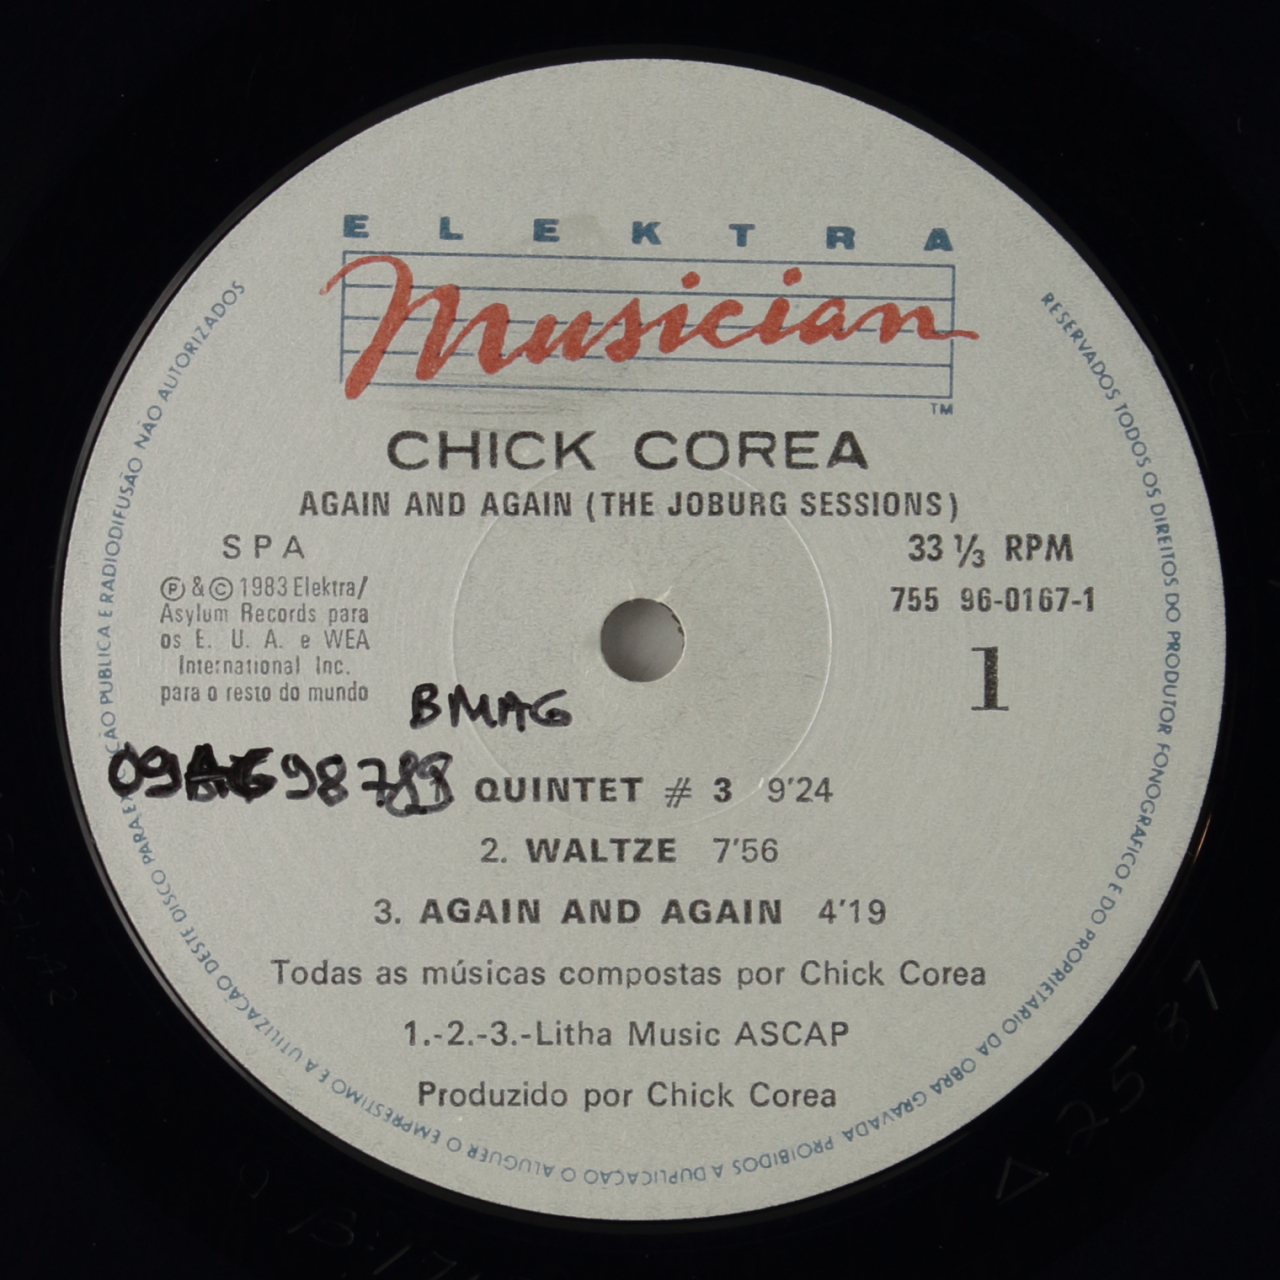 ELEKTRA
Musician
TM
CHICK COREA
AGAIN AND AGAIN (THE JOBURG SESSIONS)
SPA
33 1/3 RPM
℗ & © 1983 Elektra/
Asylum Records para
os E. U. A. e WEA
International Inc.
para o resto do mundo
755 96-0167-1
1
BMAG
QUINTET # 3 9'24
2. WALTZE 7'56
3. AGAIN AND AGAIN 4'19
Todas as músicas compostas por Chick Corea
1.-2.-3.-Litha Music ASCAP
Produzido por Chick Corea
RESERVADOS TODOS OS DIREITOS DO PRODUTOR FONOGRAFICO E DO PROPRIETARIO DA OBRA GRAVADA PROIBIDOS A DUPLICAÇÃO O ALUGUER O EMPRESTIMO E A UTILIZAÇÃO DESTE DISCO PARA PUBLICA E RADIODIFUSÃO NÃO AUTORIZADOS